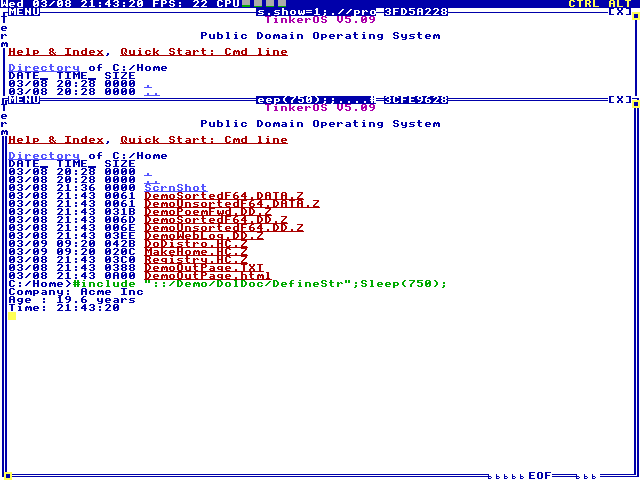 Wed 03/08 21:43:20 FPS: 22 CPU CTRL ALT
MENU s.show=1;.//pro 3FD5A228 [X]
Term
TinkerOS V5.09
Public Domain Operating System
Help & Index, Quick Start: Cmd line
Directory of C:/Home
DATE_ TIME_ SIZE
03/08 20:28 0000 .
03/08 20:28 0000 ..
MENU eep(750);;....# 3CFE9628 [X]
Term
TinkerOS V5.09
Public Domain Operating System
Help & Index, Quick Start: Cmd line
Directory of C:/Home
DATE_ TIME_ SIZE
03/08 20:28 0000 .
03/08 20:28 0000 ..
03/08 21:36 0000 ScrnShot
03/08 21:43 0061 DemoSortedF64.DATA.Z
03/08 21:43 0061 DemoUnsortedF64.DATA.Z
03/08 21:43 031B DemoPoemFwd.DD.Z
03/08 21:43 006D DemoSortedF64.DD.Z
03/08 21:43 006E DemoUnsortedF64.DD.Z
03/08 21:43 03EE DemoWebLog.DD.Z
03/09 09:20 042B DoDistro.HC.Z
03/09 09:20 020C MakeHome.HC.Z
03/08 21:43 03C0 Registry.HC.Z
03/08 21:43 0388 DemoOutPage.TXT
03/08 21:43 0A00 DemoOutPage.html
C:/Home>#include "::/Demo/DolDoc/DefineStr";Sleep(750);
Company: Acme Inc
Age : 19.6 years
Time: 21:43:20
EOF